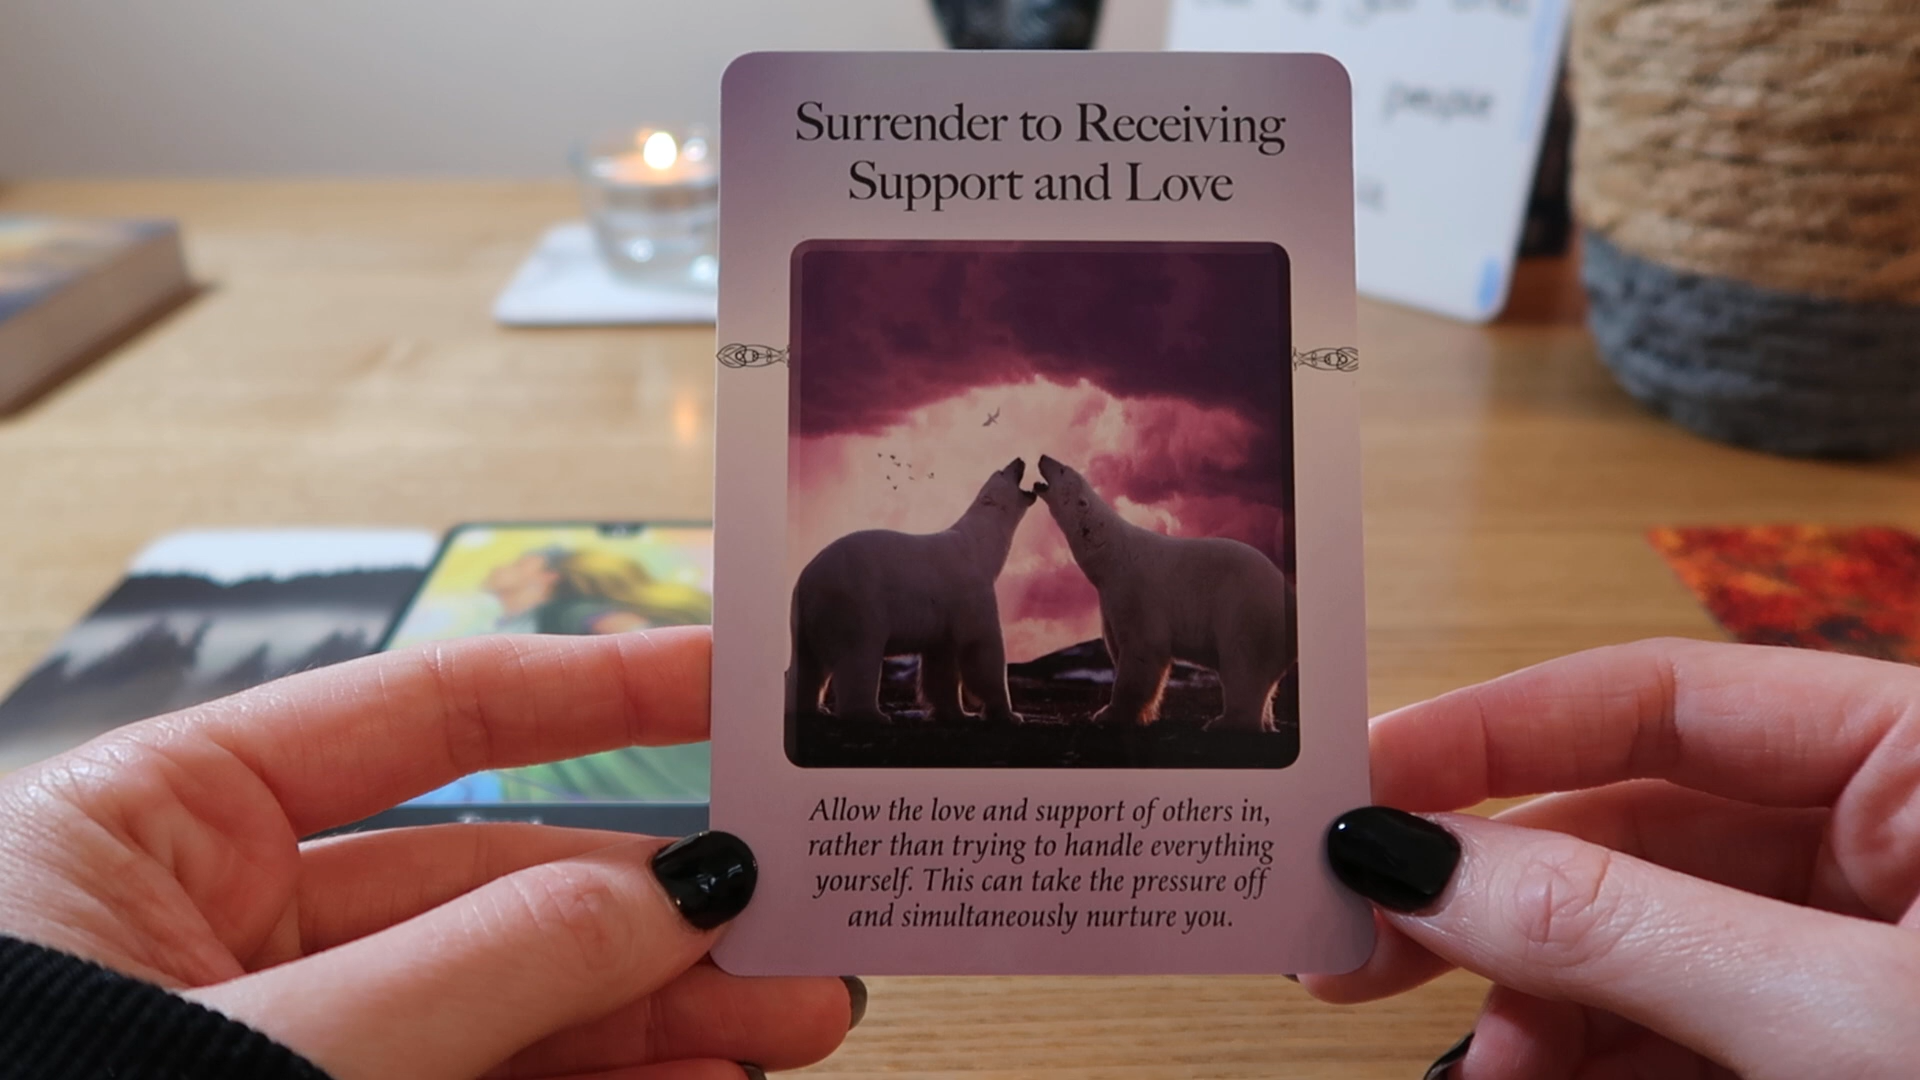 people
Surrender to Receiving
Support and Love
Allow the love and support of others in,
rather than trying to handle everything
yourself. This can take the pressure off
and simultaneously nurture you.